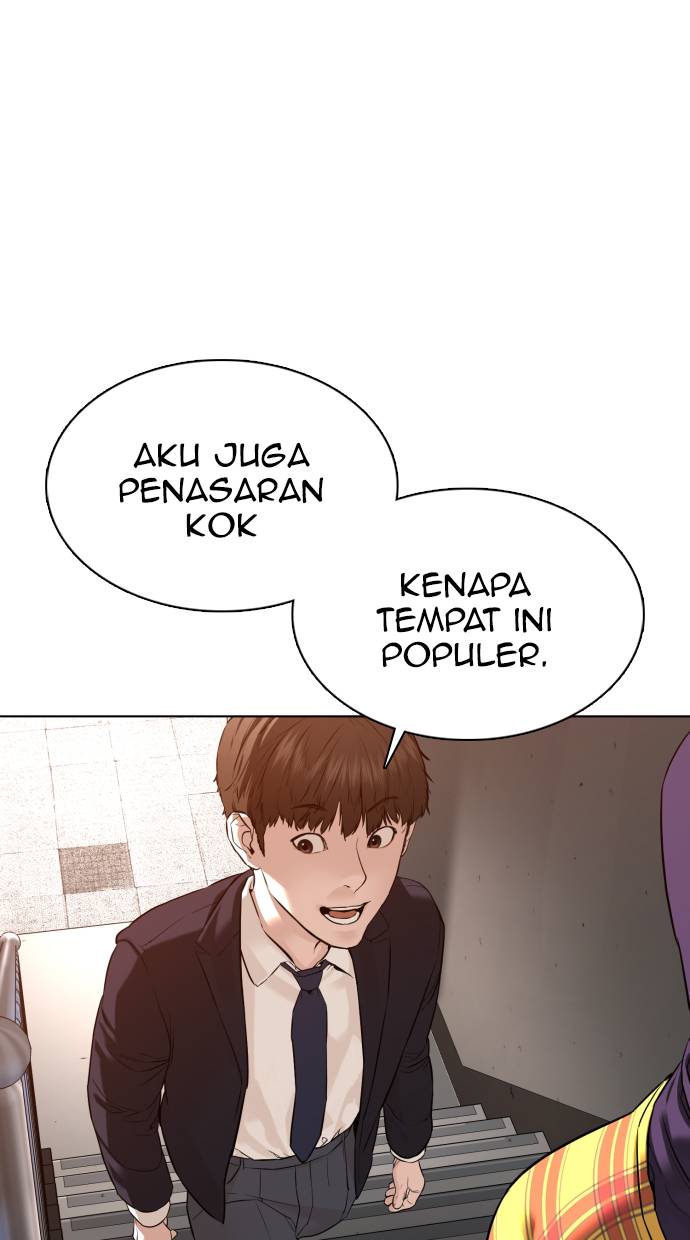 AKU JUGA
PENASARAN
KOK
KENAPA
TEMPAT INI
POPULER.